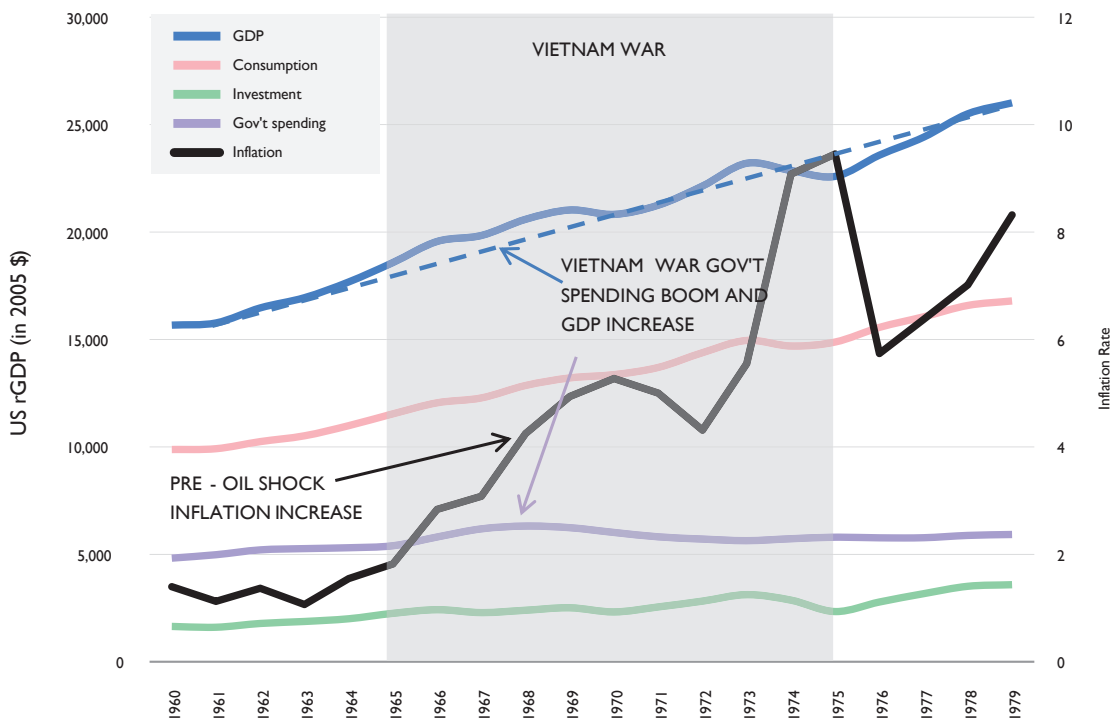 30,000
25,000
20,000
15,000
10,000
5,000
0
US rGDP (in 2005 $)
GDP
Consumption
Investment
Gov't spending
Inflation
VIETNAM WAR
VIETNAM WAR GOV'T
SPENDING BOOM AND
GDP INCREASE
PRE - OIL SHOCK
INFLATION INCREASE
12
10
8
6
4
2
0
Inflation Rate
1960
1961
1962
1963
1964
1965
1966
1967
1968
1969
1970
1971
1972
1973
1974
1975
1976
1977
1978
1979